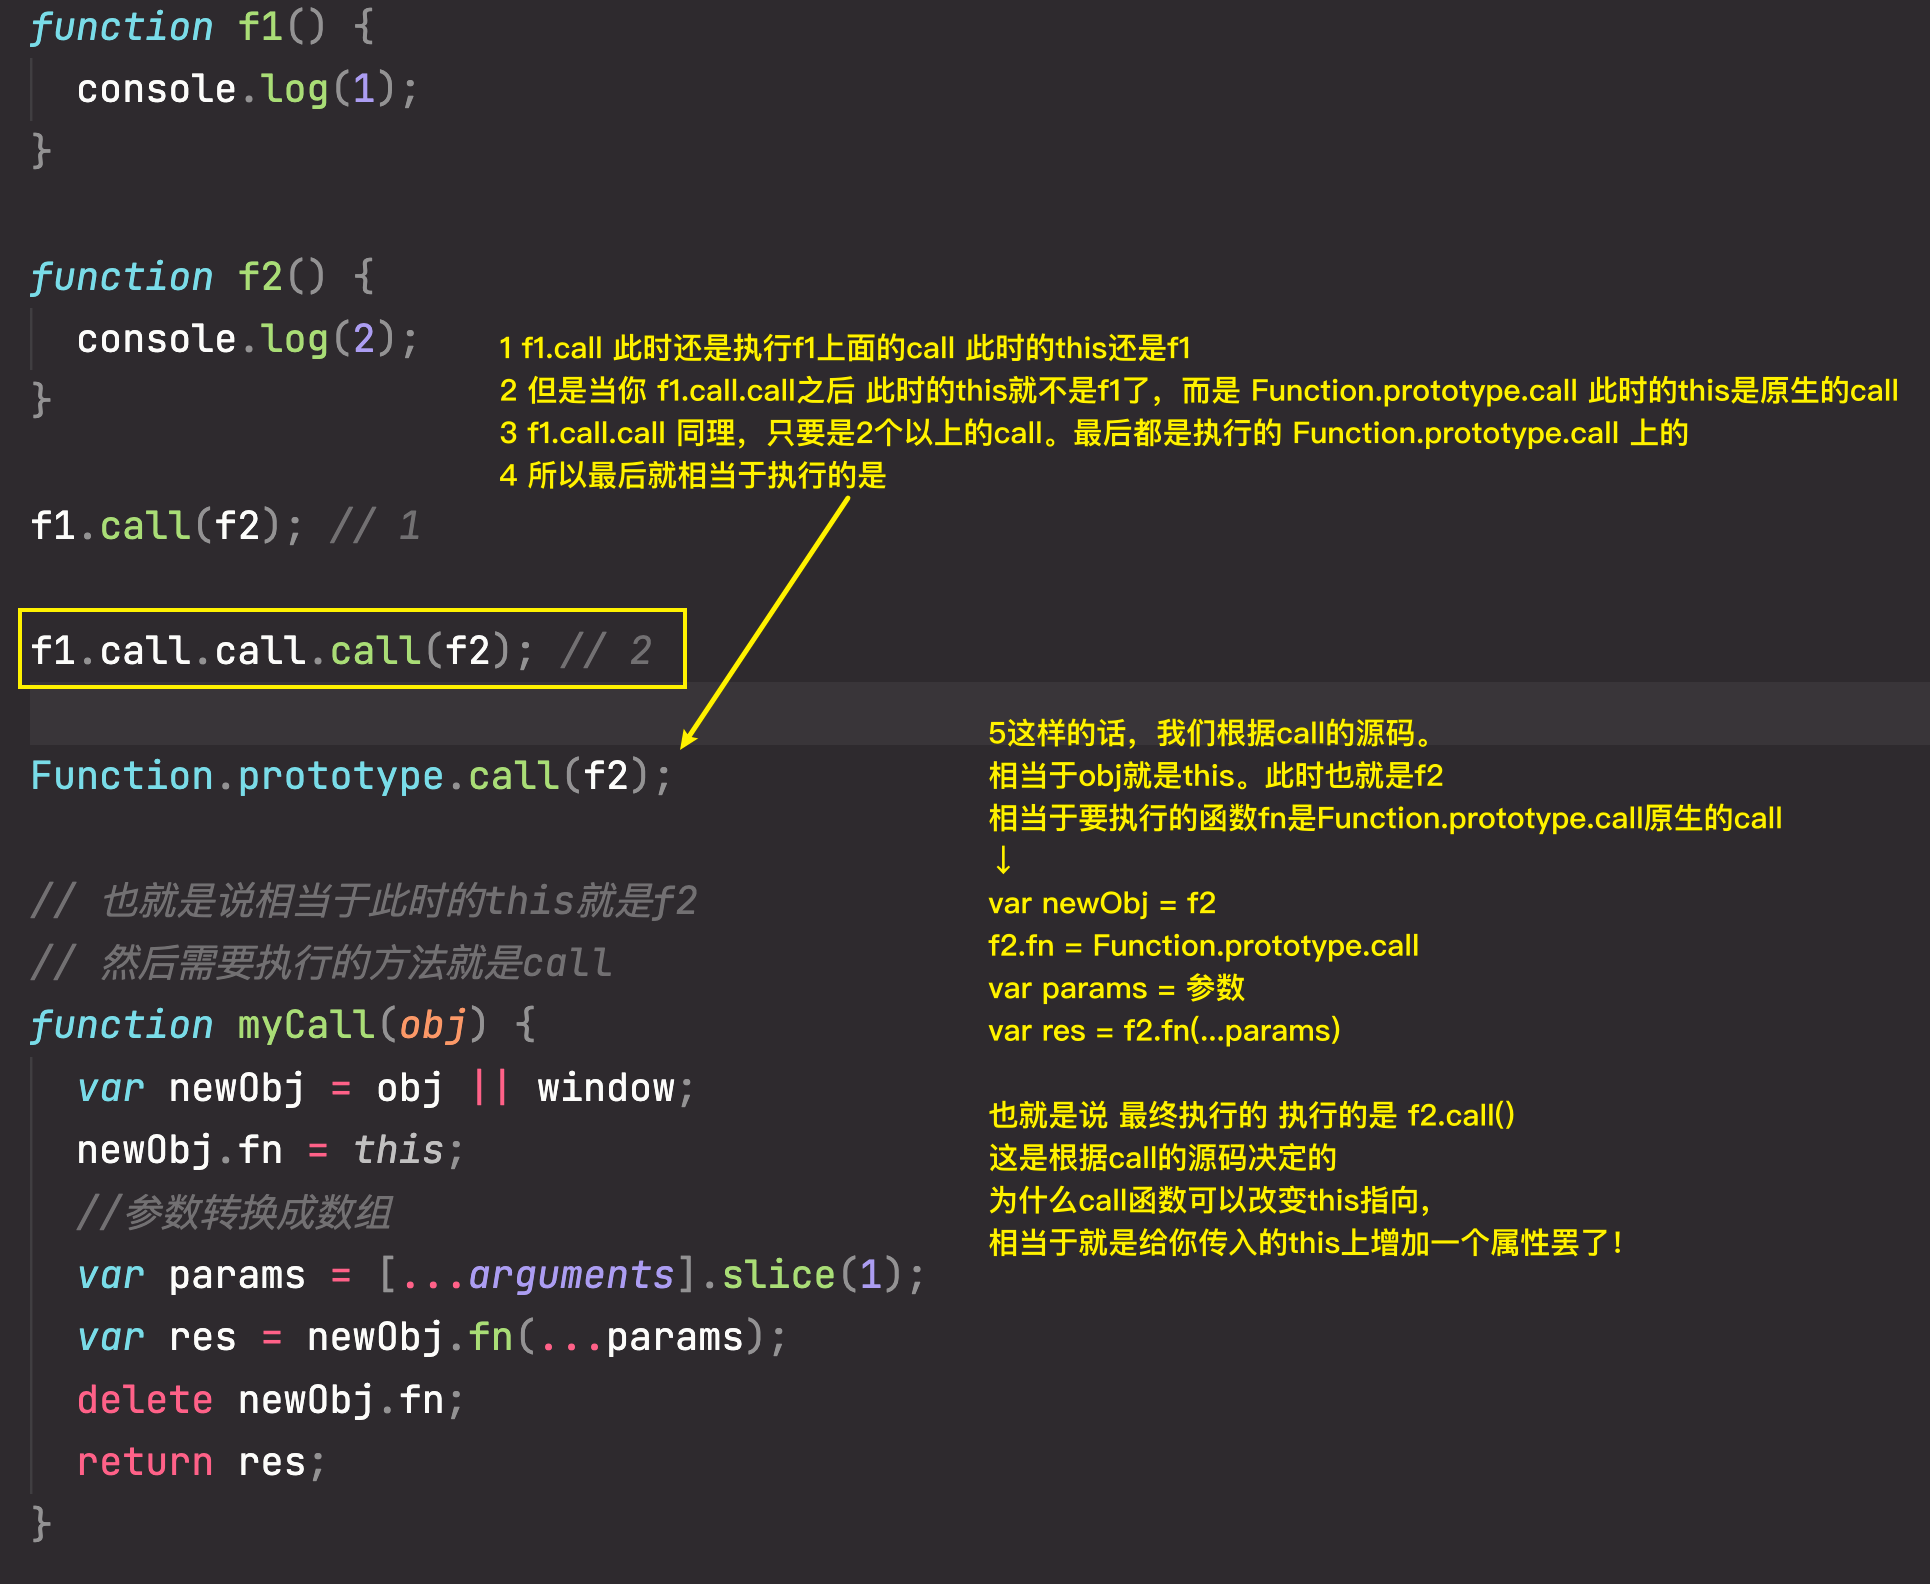 function f1() {
console.log(1);
}
function f2() {
console.log(2);
}
1 f1.call 此时还是执行f1上面的call 此时的this还是f1
2 但是当你 f1.call.call之后 此时的this就不是f1了，而是 Function.prototype.call 此时的this是原生的call
3 f1.call.call 同理，只要是2个以上的call。最后都是执行的 Function.prototype.call 上的
4 所以最后就相当于执行的是
f1.call(f2); // 1
f1.call.call.call(f2); // 2
Function.prototype.call(f2);
5这样的话，我们根据call的源码。
相当于obj就是this。此时也就是f2
相当于要执行的函数fn是Function.prototype.call原生的call
↓
var newObj = f2
f2.fn = Function.prototype.call
var params = 参数
var res = f2.fn(...params)
也就是说 最终执行的 执行的是 f2.call()
这是根据call的源码决定的
为什么call函数可以改变this指向，
相当于就是给你传入的this上增加一个属性罢了！
// 也就是说相当于此时的this就是f2
// 然后需要执行的方法就是call
function myCall(obj) {
var newObj = obj || window;
newObj.fn = this;
//参数转换成数组
var params = [...arguments].slice(1);
var res = newObj.fn(...params);
delete newObj.fn;
return res;
}